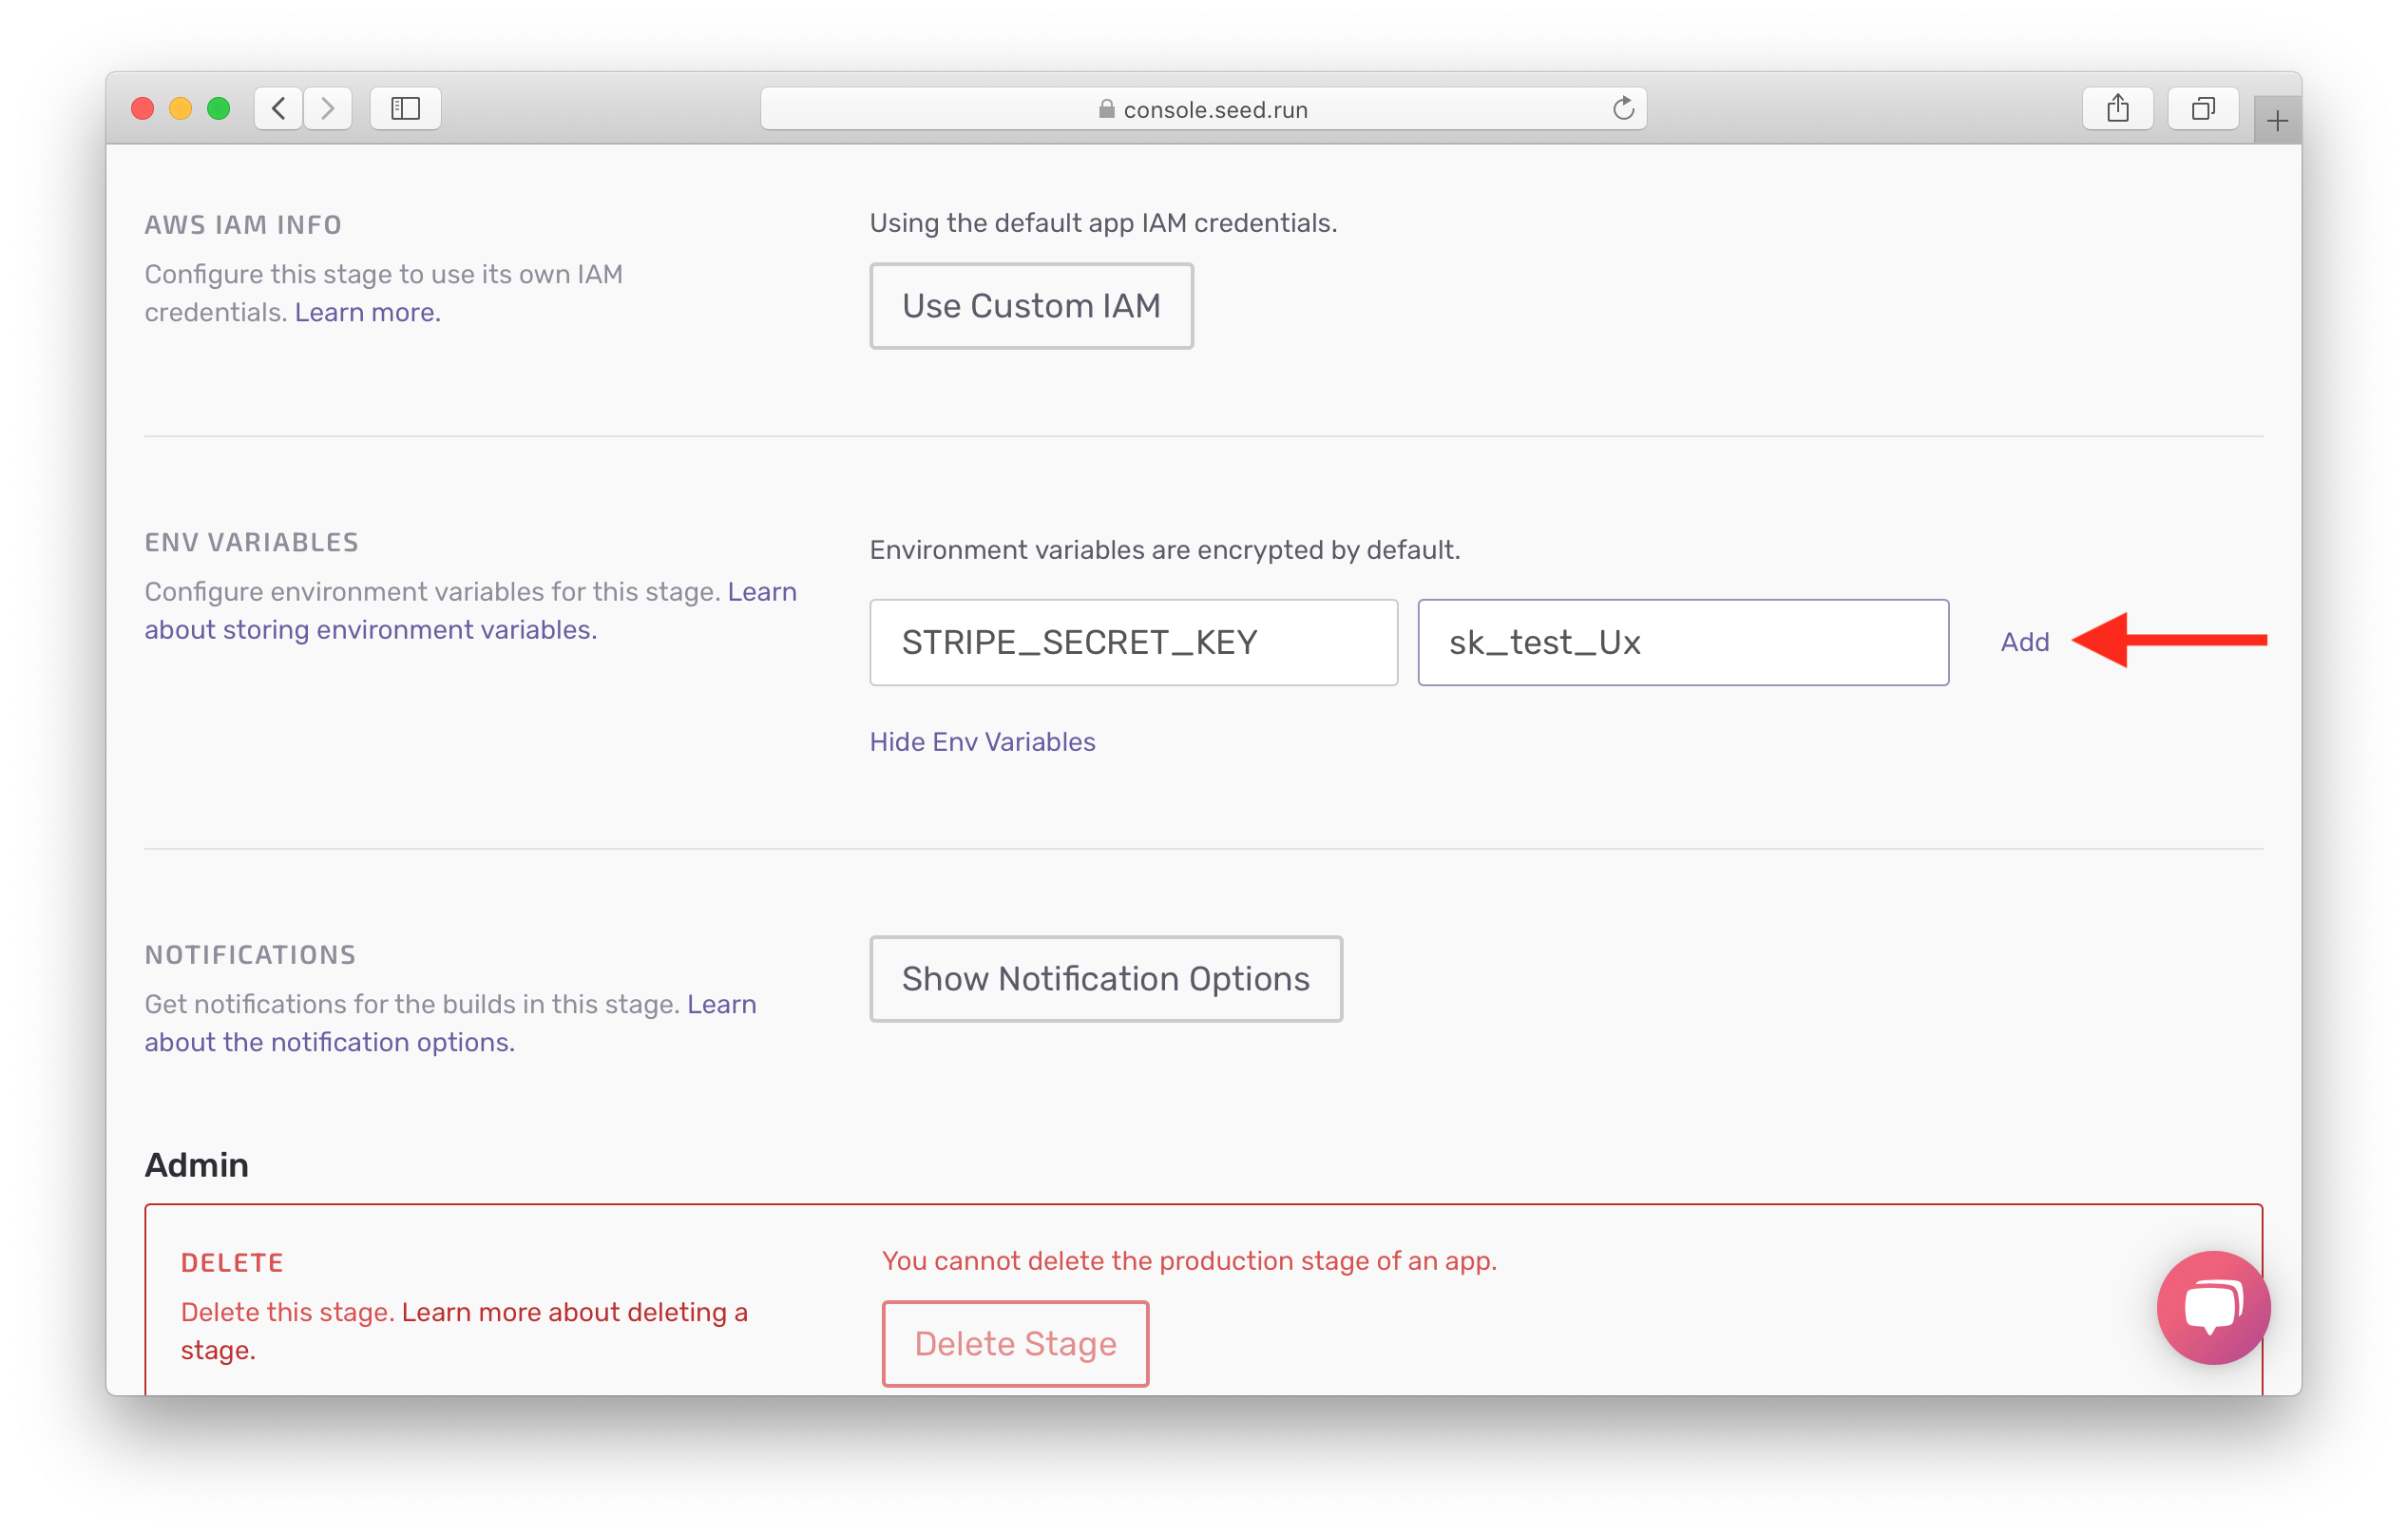 console.seed.run
AWS IAM INFO
Configure this stage to use its own IAM
credentials. Learn more.
Using the default app IAM credentials.
Use Custom IAM
ENV VARIABLES
Configure environment variables for this stage. Learn
about storing environment variables.
Environment variables are encrypted by default.
STRIPE_SECRET_KEY
sk_test_Ux
Add
Hide Env Variables
NOTIFICATIONS
Get notifications for the builds in this stage. Learn
about the notification options.
Show Notification Options
Admin
DELETE
Delete this stage. Learn more about deleting a
stage.
You cannot delete the production stage of an app.
Delete Stage